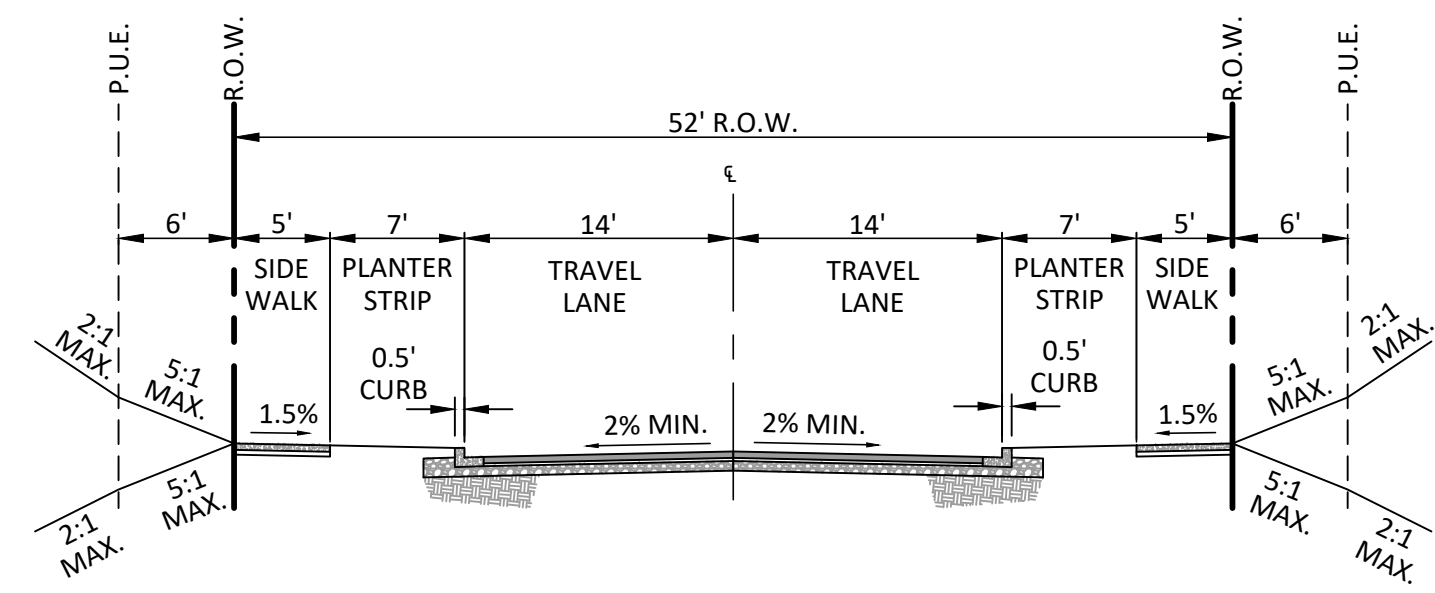 P.U.E.
R.O.W.
R.O.W.
P.U.E.
52' R.O.W.
℄
6'
5'
7'
14'
14'
7'
5'
6'
SIDE
WALK
PLANTER
STRIP
TRAVEL
LANE
TRAVEL
LANE
PLANTER
STRIP
SIDE
WALK
2:1
MAX.
5:1
MAX.
0.5'
CURB
0.5'
CURB
5:1
MAX.
2:1
MAX.
1.5%
2% MIN.
2% MIN.
1.5%
2:1
MAX.
5:1
MAX.
5:1
MAX.
2:1
MAX.